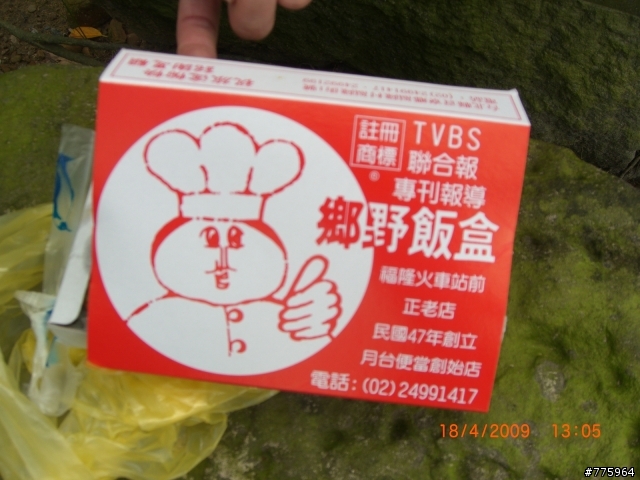 註冊
商標
®
TVBS
聯合報
專刊報導
鄉野飯盒
福隆火車站前
正老店
民國47年創立
月台便當創始店
電話:(02)24991417
18/4/2009 13:05
#775964